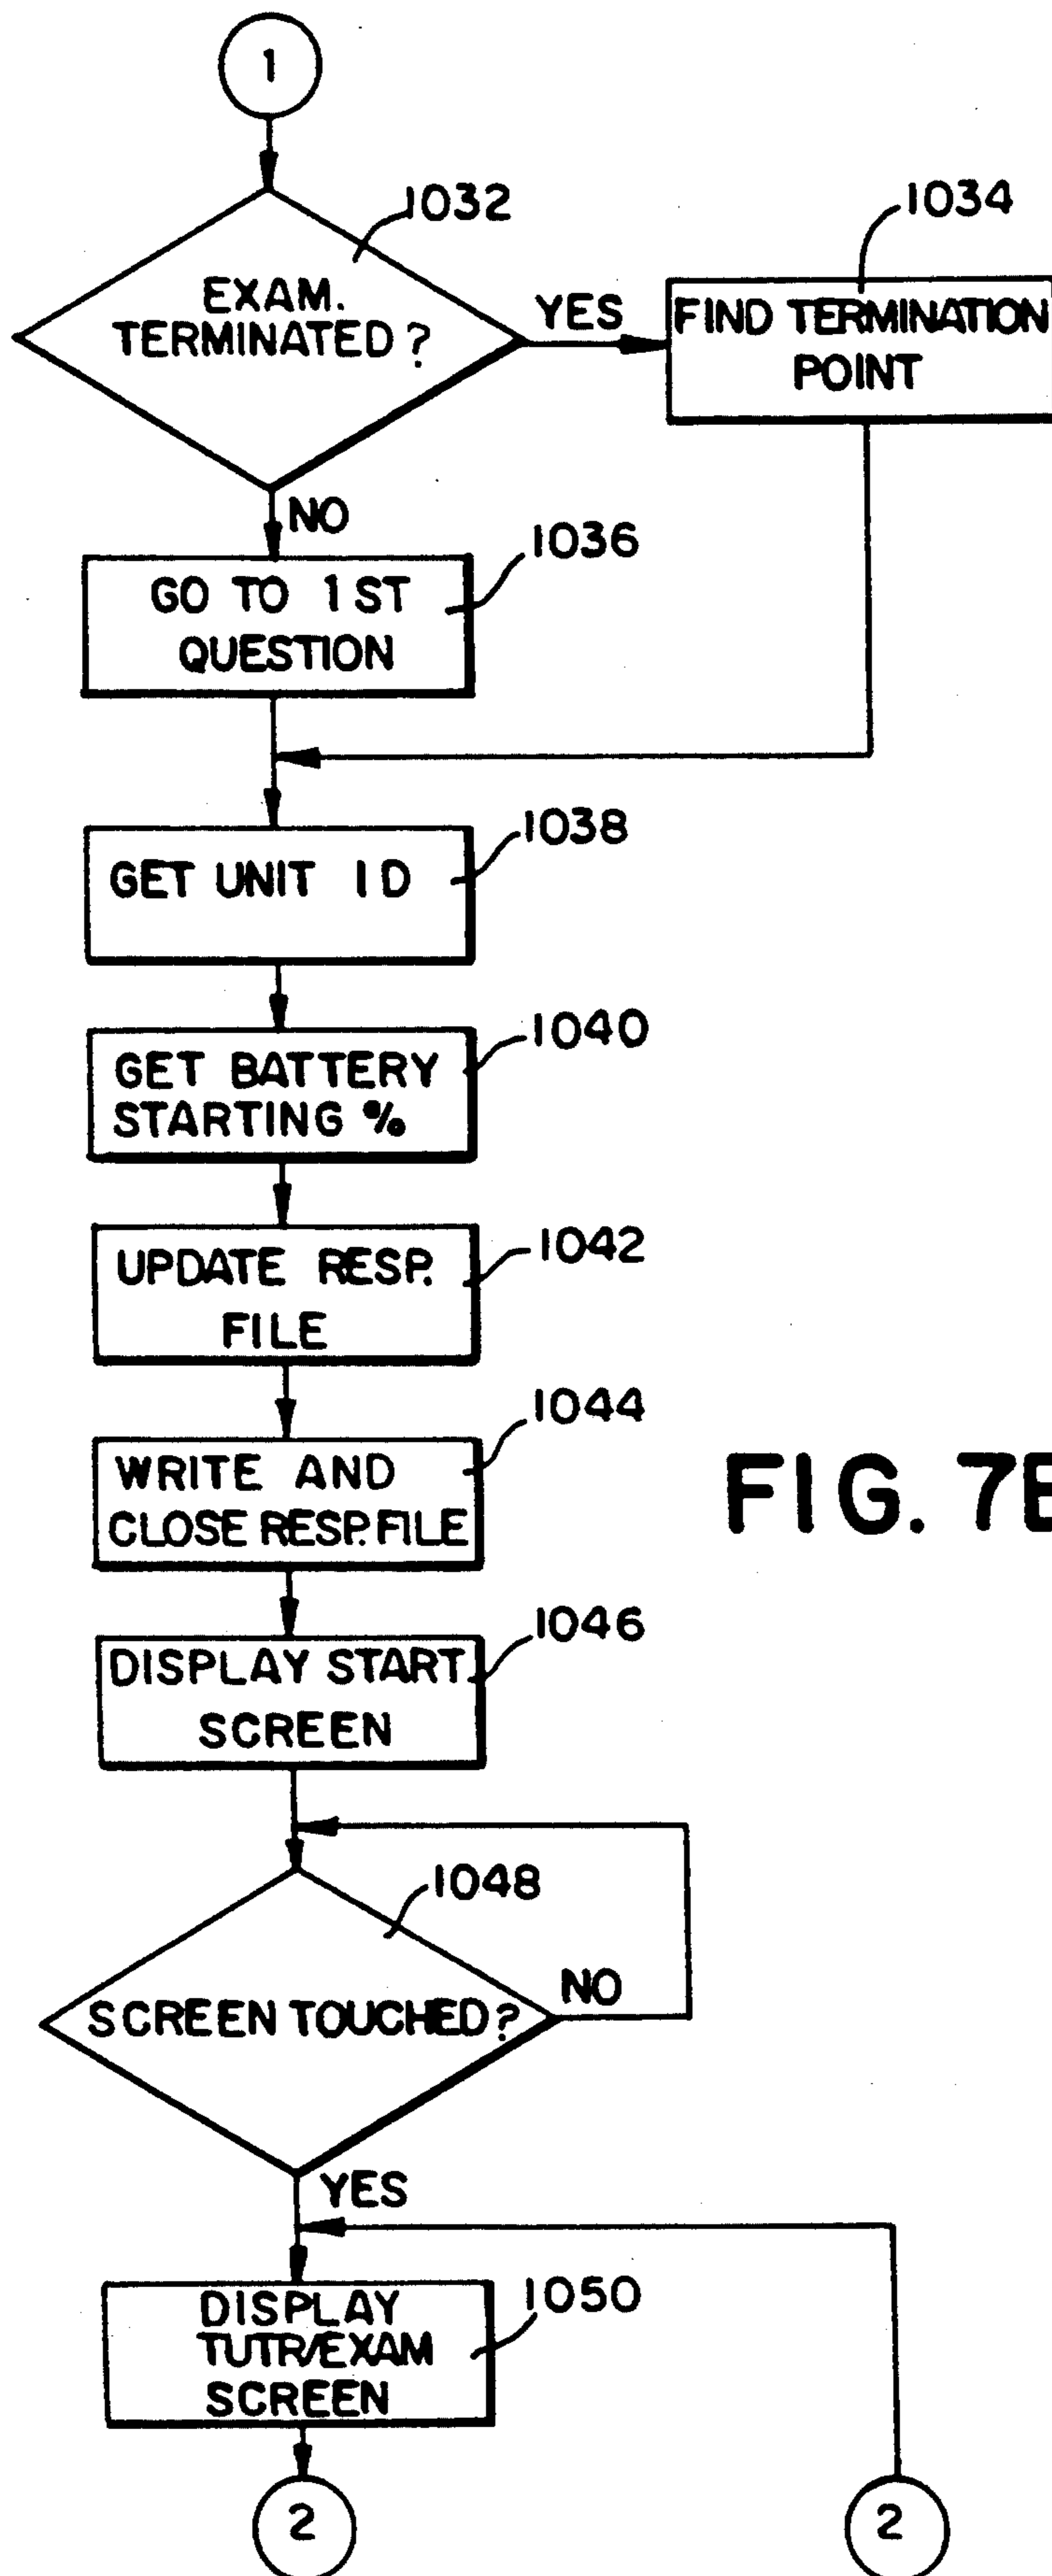 1
1032
EXAM.
TERMINATED?
YES
1034
FIND TERMINATION
POINT
NO
1036
GO TO 1ST
QUESTION
1038
GET UNIT ID
1040
GET BATTERY
STARTING %
1042
UPDATE RESP.
FILE
1044
WRITE AND
CLOSE RESP. FILE
FIG. 7B
1046
DISPLAY START
SCREEN
1048
SCREEN TOUCHED?
NO
YES
1050
DISPLAY
TUTR/EXAM
SCREEN
2
2